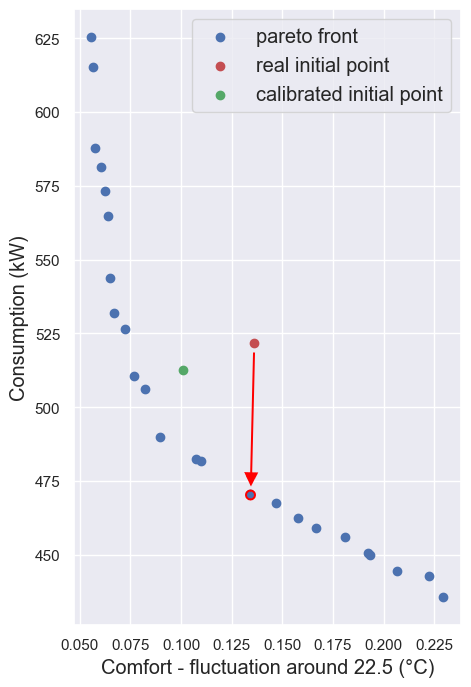 pareto front
real initial point
calibrated initial point
625
600
575
550
525
500
475
450
Consumption (kW)
0.050 0.075 0.100 0.125 0.150 0.175 0.200 0.225
Comfort - fluctuation around 22.5 (°C)